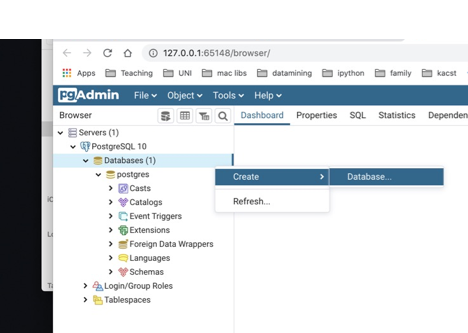 127.0.0.1:65148/browser/
Apps Teaching UNI mac libs datamining ipython family kacst
pgAdmin File Object Tools Help
Browser Dashboard Properties SQL Statistics Depender
Servers (1)
PostgreSQL 10
Databases (1)
postgres
Create Database...
Casts
Catalogs
Refresh...
Event Triggers
Extensions
Foreign Data Wrappers
Languages
Schemas
Login/Group Roles
Tablespaces